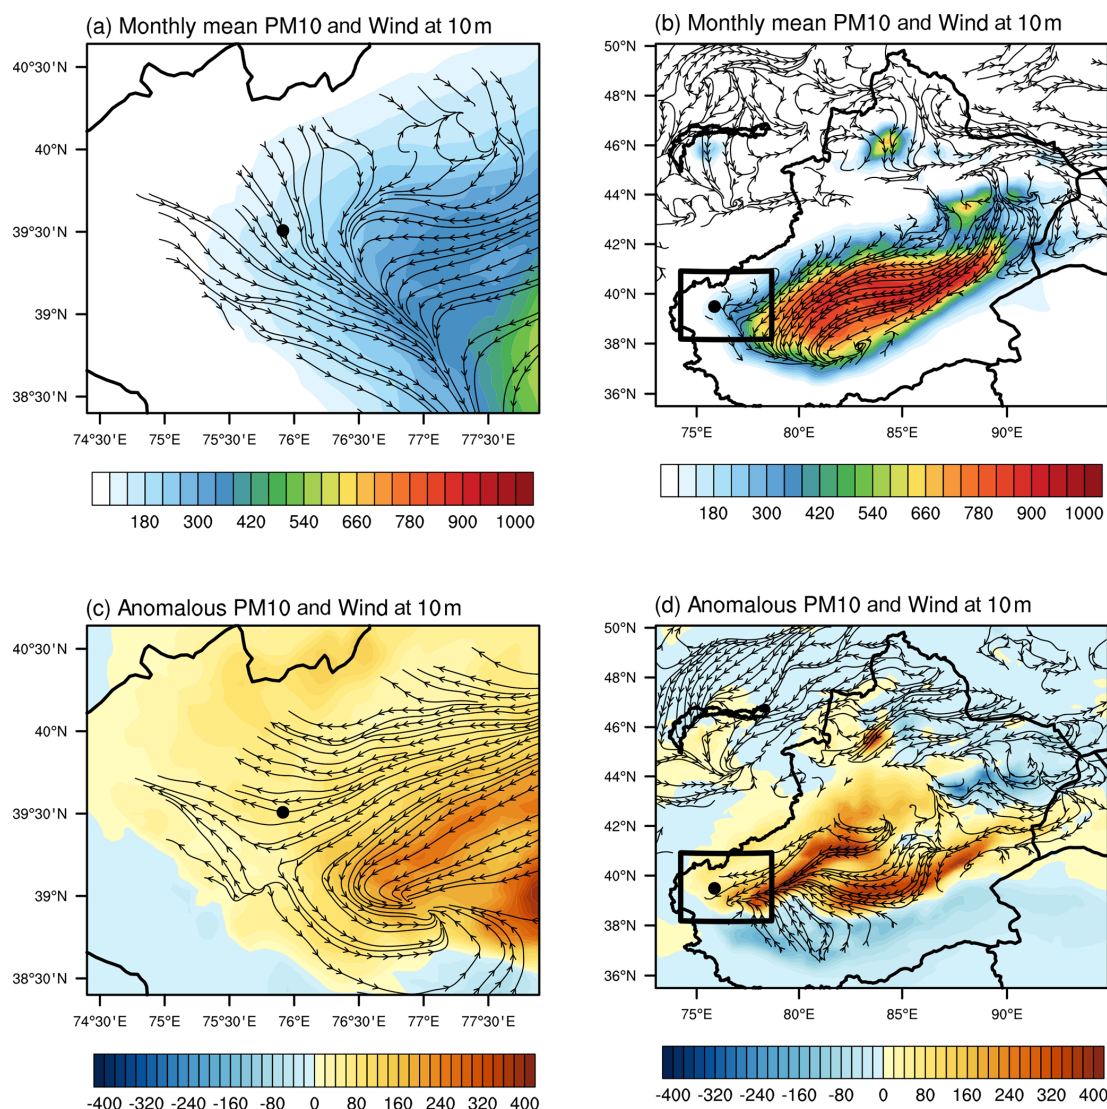 (a) Monthly mean PM10 and Wind at 10m
40°30'N
40°N
39°30'N
39°N
38°30'N
74°30'E 75°E 75°30'E 76°E 76°30'E 77°E 77°30'E
180 300 420 540 660 780 900 1000
(b) Monthly mean PM10 and Wind at 10m
50°N
48°N
46°N
44°N
42°N
40°N
38°N
36°N
75°E 80°E 85°E 90°E
180 300 420 540 660 780 900 1000
(c) Anomalous PM10 and Wind at 10m
40°30'N
40°N
39°30'N
39°N
38°30'N
74°30'E 75°E 75°30'E 76°E 76°30'E 77°E 77°30'E
-400 -320 -240 -160 -80 0 80 160 240 320 400
(d) Anomalous PM10 and Wind at 10m
50°N
48°N
46°N
44°N
42°N
40°N
38°N
36°N
75°E 80°E 85°E 90°E
-400 -320 -240 -160 -80 0 80 160 240 320 400